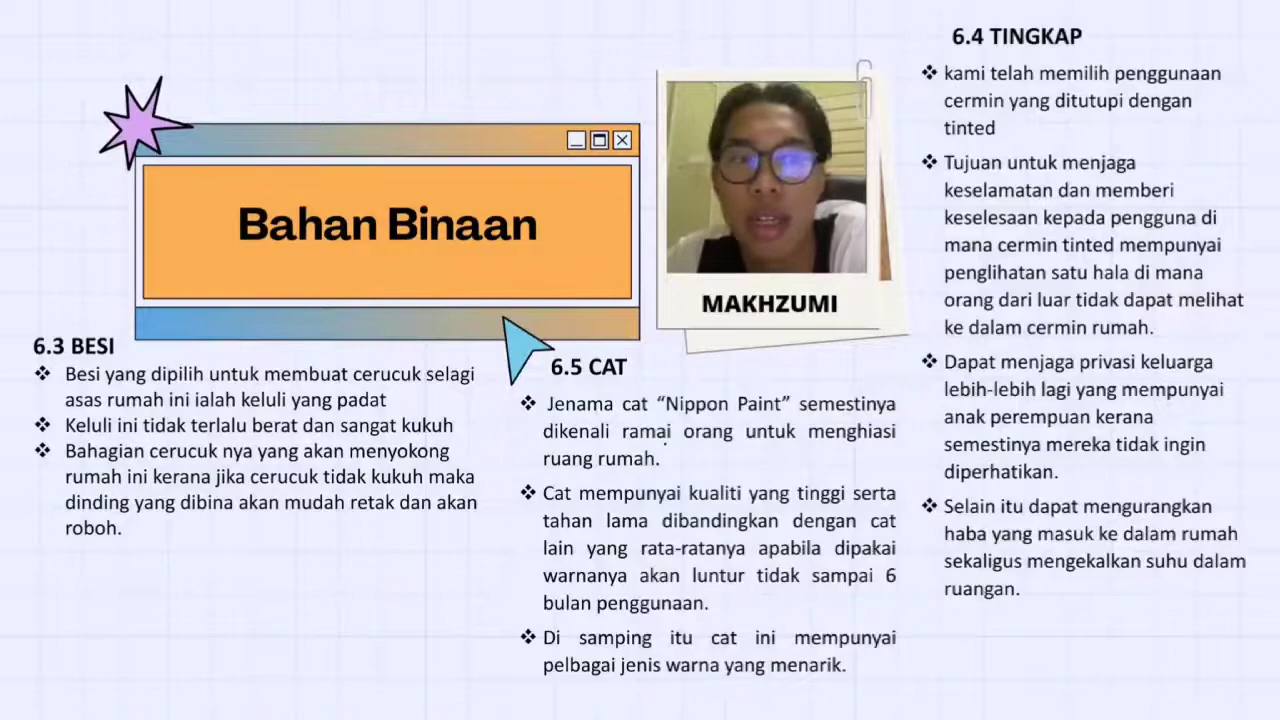 Bahan Binaan
MAKHZUMI
6.3 BESI
❖ Besi yang dipilih untuk membuat cerucuk selagi
asas rumah ini ialah keluli yang padat
❖ Keluli ini tidak terlalu berat dan sangat kukuh
❖ Bahagian cerucuk nya yang akan menyokong
rumah ini kerana jika cerucuk tidak kukuh maka
dinding yang dibina akan mudah retak dan akan
roboh.
6.5 CAT
❖ Jenama cat “Nippon Paint” semestinya
dikenali ramai orang untuk menghiasi
ruang rumah.
❖ Cat mempunyai kualiti yang tinggi serta
tahan lama dibandingkan dengan cat
lain yang rata-ratanya apabila dipakai
warnanya akan luntur tidak sampai 6
bulan penggunaan.
❖ Di samping itu cat ini mempunyai
pelbagai jenis warna yang menarik.
6.4 TINGKAP
❖ kami telah memilih penggunaan
cermin yang ditutupi dengan
tinted
❖ Tujuan untuk menjaga
keselamatan dan memberi
keselesaan kepada pengguna di
mana cermin tinted mempunyai
penglihatan satu hala di mana
orang dari luar tidak dapat melihat
ke dalam cermin rumah.
❖ Dapat menjaga privasi keluarga
lebih-lebih lagi yang mempunyai
anak perempuan kerana
semestinya mereka tidak ingin
diperhatikan.
❖ Selain itu dapat mengurangkan
haba yang masuk ke dalam rumah
sekaligus mengekalkan suhu dalam
ruangan.